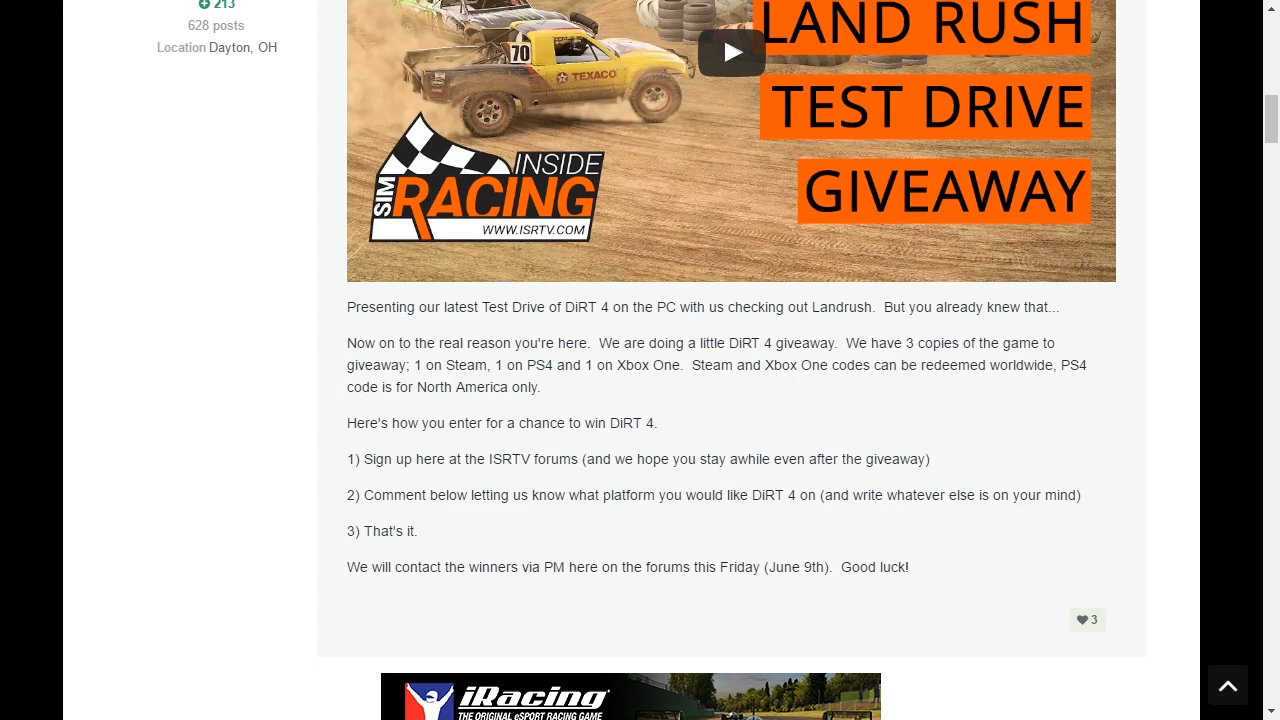 213
628 posts
Location Dayton, OH
LAND RUSH
70
TEXACO
TEST DRIVE
INSIDE
SIM
RACING
GIVEAWAY
WWW.ISRTV.COM
Presenting our latest Test Drive of DiRT 4 on the PC with us checking out Landrush.  But you already knew that...
Now on to the real reason you're here.  We are doing a little DiRT 4 giveaway.  We have 3 copies of the game to
giveaway; 1 on Steam, 1 on PS4 and 1 on Xbox One.  Steam and Xbox One codes can be redeemed worldwide, PS4
code is for North America only.
Here's how you enter for a chance to win DiRT 4.
1) Sign up here at the ISRTV forums (and we hope you stay awhile even after the giveaway)
2) Comment below letting us know what platform you would like DiRT 4 on (and write whatever else is on your mind)
3) That's it.
We will contact the winners via PM here on the forums this Friday (June 9th).  Good luck!
3
iRacing
THE ORIGINAL eSPORT RACING GAME